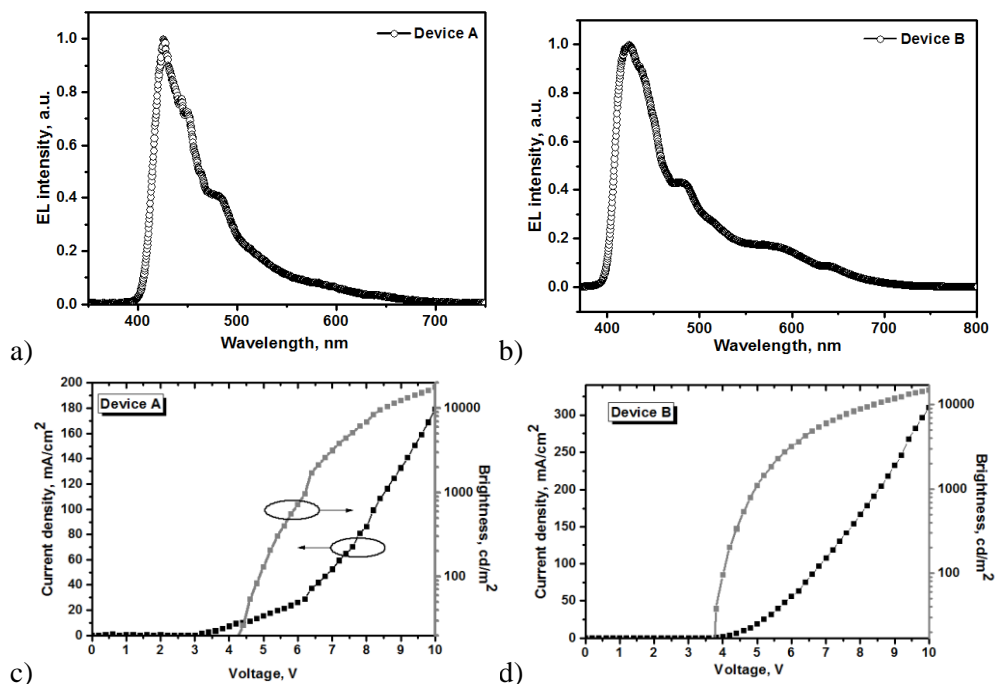 Device A
EL intensity, a.u.
1.0
0.8
0.6
0.4
0.2
0.0
400 500 600 700
Wavelength, nm
a)
Device B
EL intensity, a.u.
1.0
0.8
0.6
0.4
0.2
0.0
400 500 600 700 800
Wavelength, nm
b)
Device A
Current density, mA/cm²
200
180
160
140
120
100
80
60
40
20
0
0 1 2 3 4 5 6 7 8 9 10
Voltage, V
10000
1000
100
Brightness, cd/m²
c)
Device B
Current density, mA/cm²
300
250
200
150
100
50
0
0 1 2 3 4 5 6 7 8 9 10
Voltage, V
10000
1000
100
Brightness, cd/m²
d)